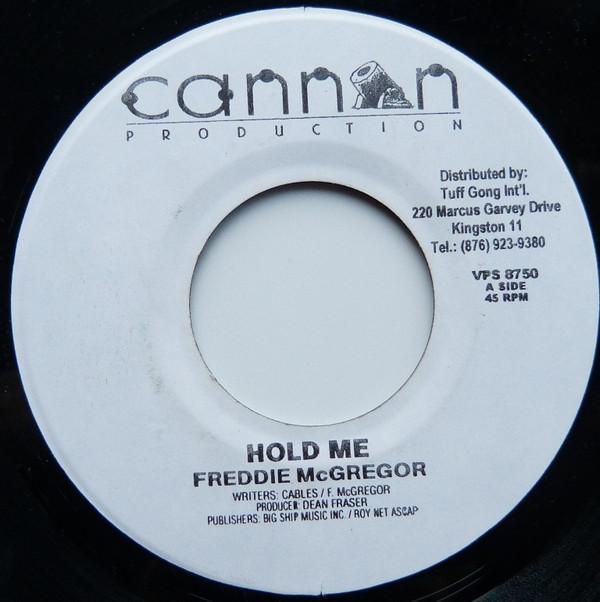 cannon
PRODUCTION
Distributed by:
Tuff Gong Int'l.
220 Marcus Garvey Drive
Kingston 11
Tel.: (876) 923-9380
VPS 8750
A SIDE
45 RPM
HOLD ME
FREDDIE McGREGOR
WRITERS: CABLES / F. McGREGOR
PRODUCER: DEAN FRASER
PUBLISHERS: BIG SHIP MUSIC INC. / ROY NET ASCAP